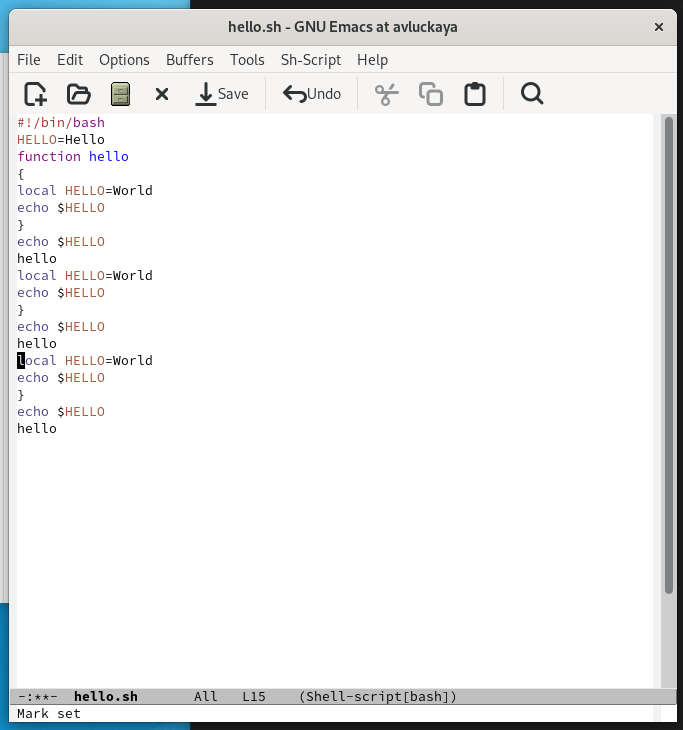 hello.sh - GNU Emacs at avluckaya ×
File Edit Options Buffers Tools Sh-Script Help
Save Undo
#!/bin/bash
HELLO=Hello
function hello
{
local HELLO=World
echo $HELLO
}
echo $HELLO
hello
local HELLO=World
echo $HELLO
}
echo $HELLO
hello
local HELLO=World
echo $HELLO
}
echo $HELLO
hello
-:**- hello.sh All L15 (Shell-script[bash])
Mark set